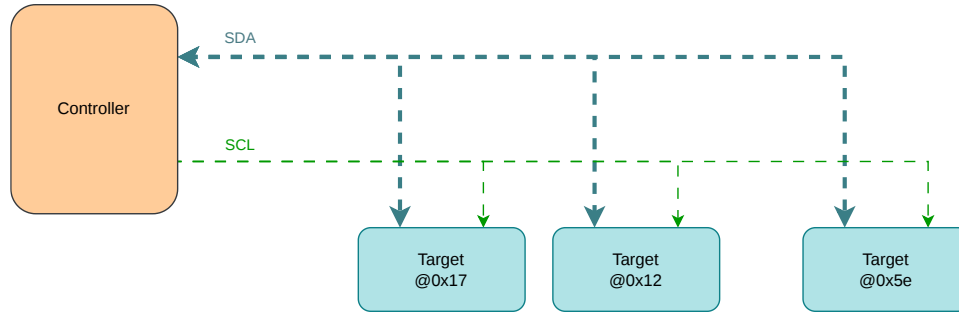 SDA
Controller
SCL
Target
@0x17
Target
@0x12
Target
@0x5e